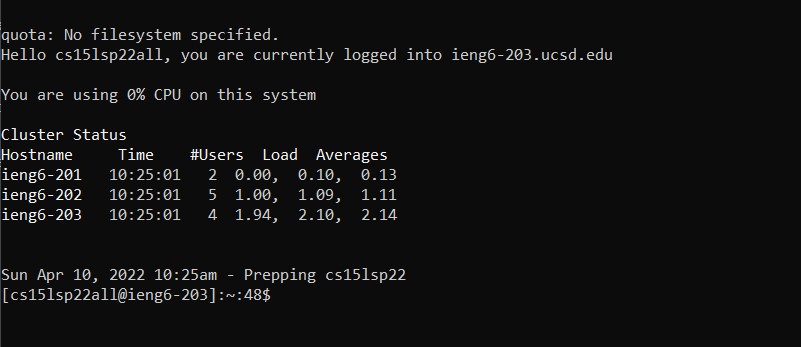 quota: No filesystem specified.
Hello cs15lsp22all, you are currently logged into ieng6-203.ucsd.edu
You are using 0% CPU on this system
Cluster Status
Hostname Time #Users Load Averages
ieng6-201 10:25:01 2 0.00, 0.10, 0.13
ieng6-202 10:25:01 5 1.00, 1.09, 1.11
ieng6-203 10:25:01 4 1.94, 2.10, 2.14
Sun Apr 10, 2022 10:25am - Prepping cs15lsp22
[cs15lsp22all@ieng6-203]:~:48$